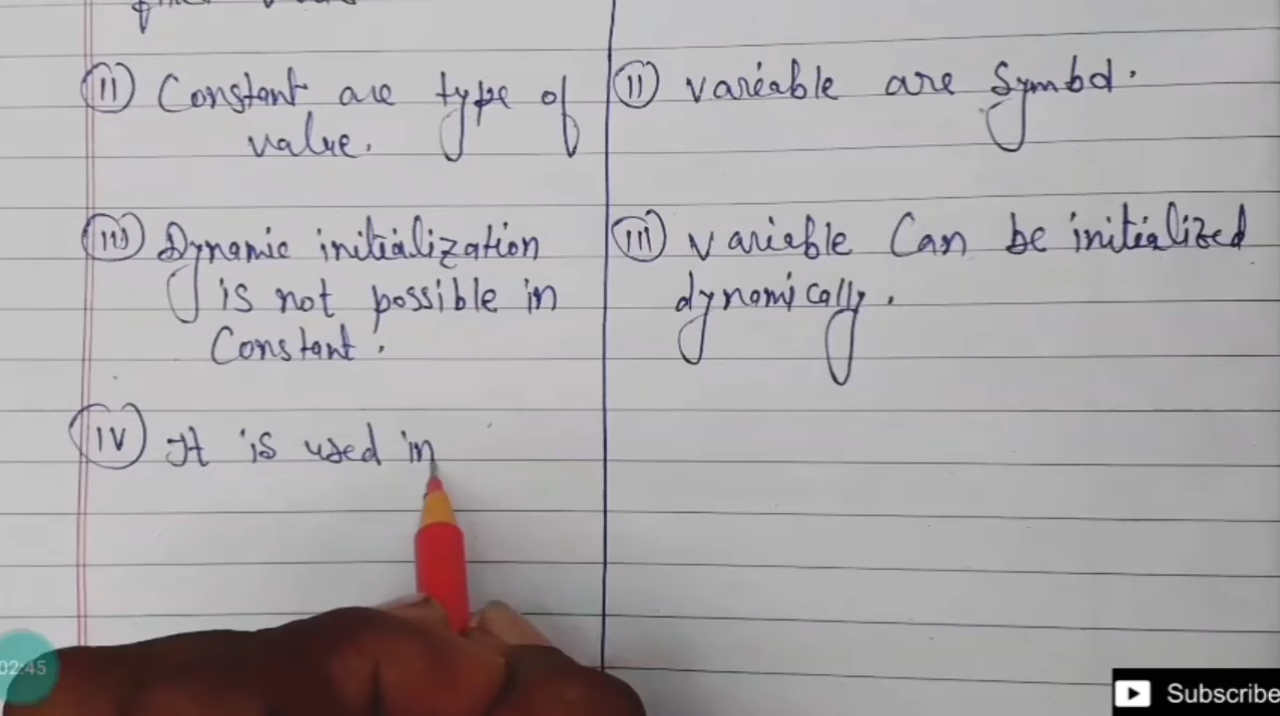 (II) Constant are type of
value.
(III) Dynamic initialization
is not possible in
Constant.
(IV) It is used in
(II) variable are Symbol.
(III) variable Can be initialized
dynamically.
02:45
Subscribe